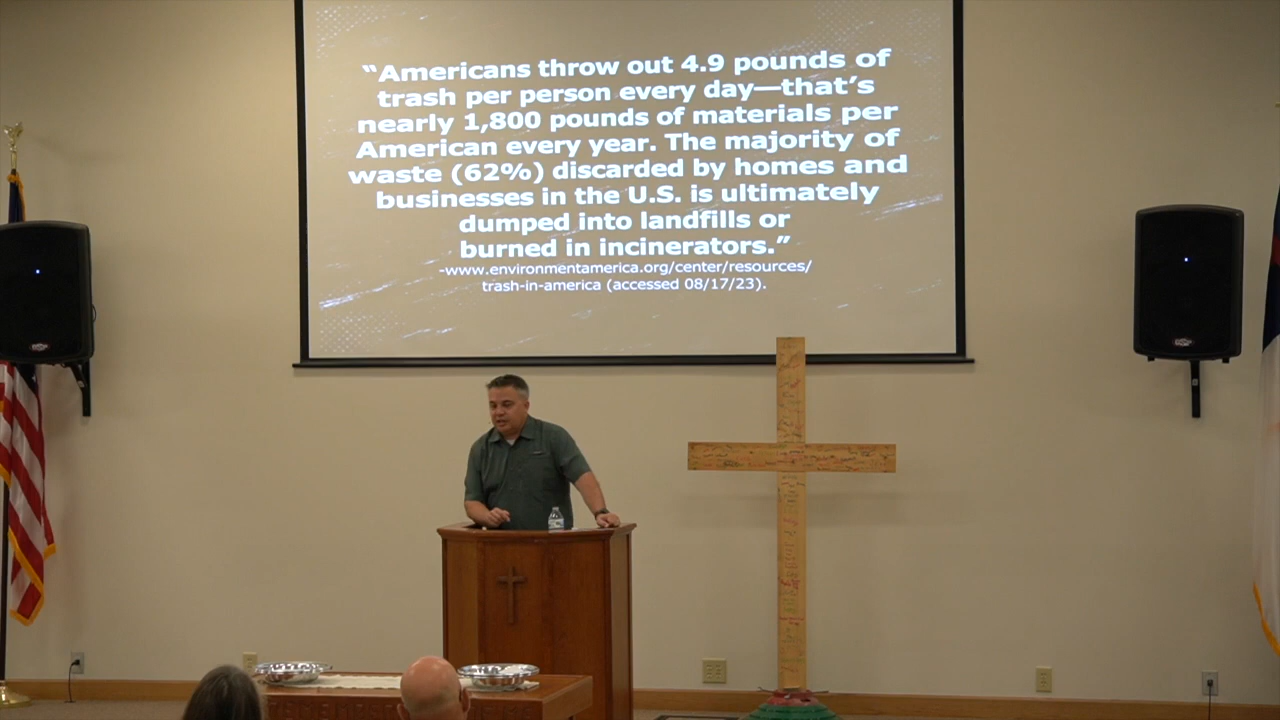 “Americans throw out 4.9 pounds of
trash per person every day—that’s
nearly 1,800 pounds of materials per
American every year. The majority of
waste (62%) discarded by homes and
businesses in the U.S. is ultimately
dumped into landfills or
burned in incinerators.”
-www.environmentamerica.org/center/resources/
trash-in-america (accessed 08/17/23).